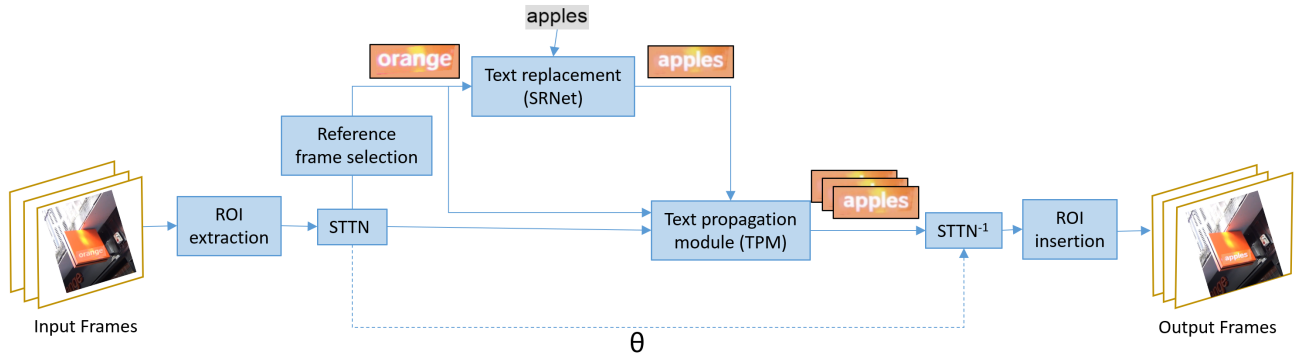 apples
orange
Text replacement
(SRNet)
apples
Reference
frame selection
ROI
extraction
STTN
Text propagation
module (TPM)
apples
STTN-1
ROI
insertion
orange
apples
Input Frames
Output Frames
θ